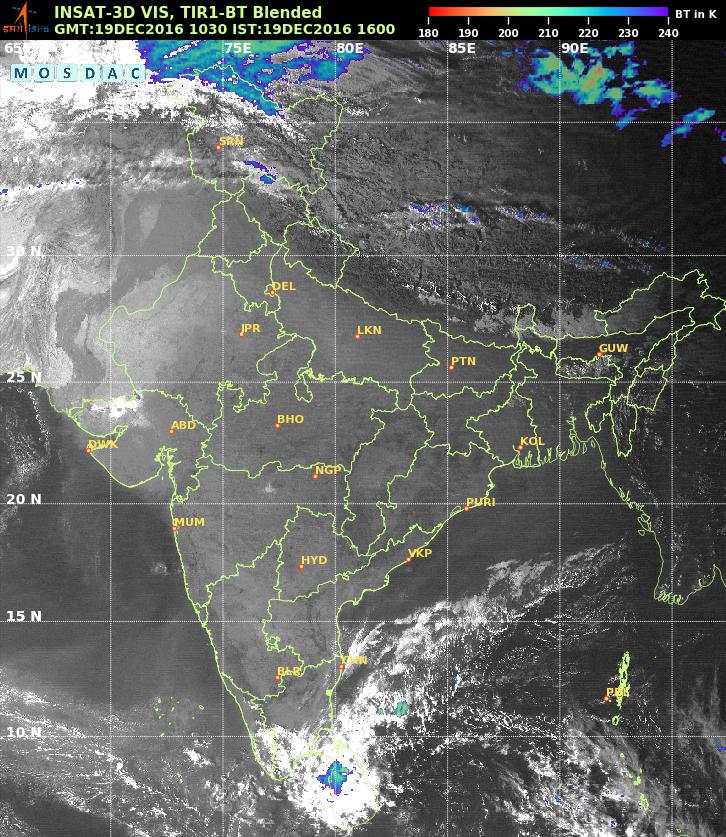 INSAT-3D VIS, TIR1-BT Blended
GMT:19DEC2016 1030 IST:19DEC2016 1600
BT in K
180 190 200 210 220 230 240
65 75E 80E 85E 90E
MOSDAC
SRN
30 N
DEL
JPR LKN GUW
PTN
25 N
ABD BHO
DWK KOL
NGP
20 N PURI
MUM
HYD VKP
15 N
BLR
10 N